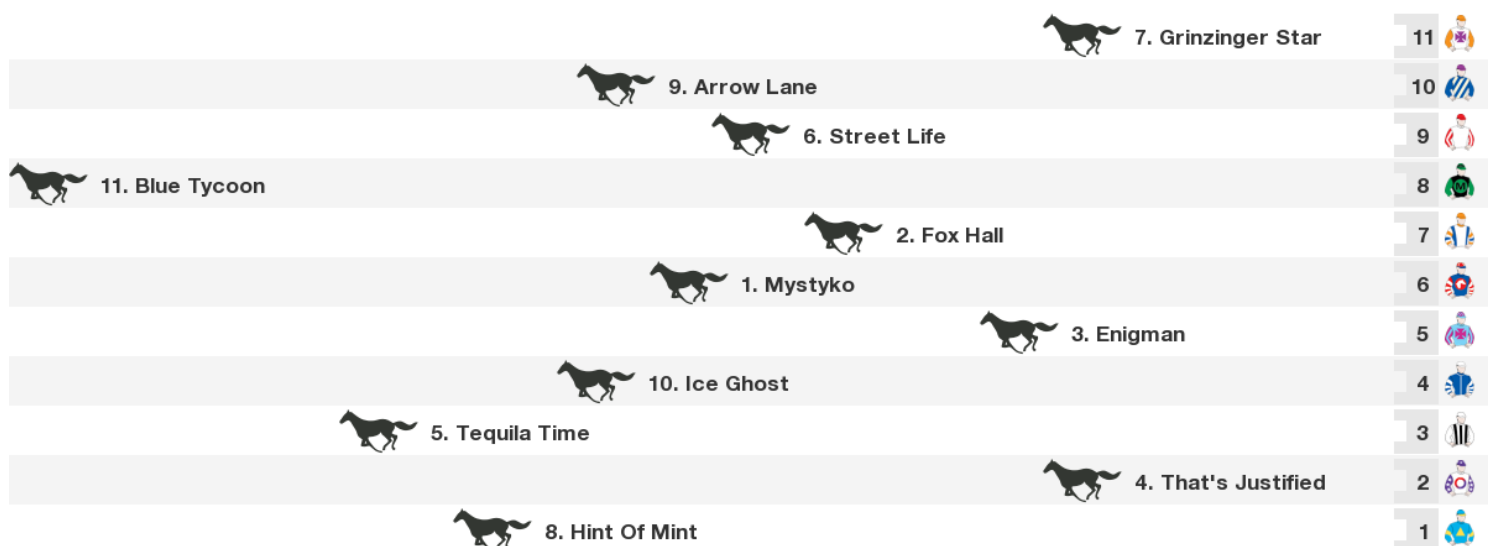 7. Grinzinger Star 11
9. Arrow Lane 10
6. Street Life 9
11. Blue Tycoon 8
2. Fox Hall 7
1. Mystyko 6
3. Enigman 5
10. Ice Ghost 4
5. Tequila Time 3
4. That's Justified 2
8. Hint Of Mint 1